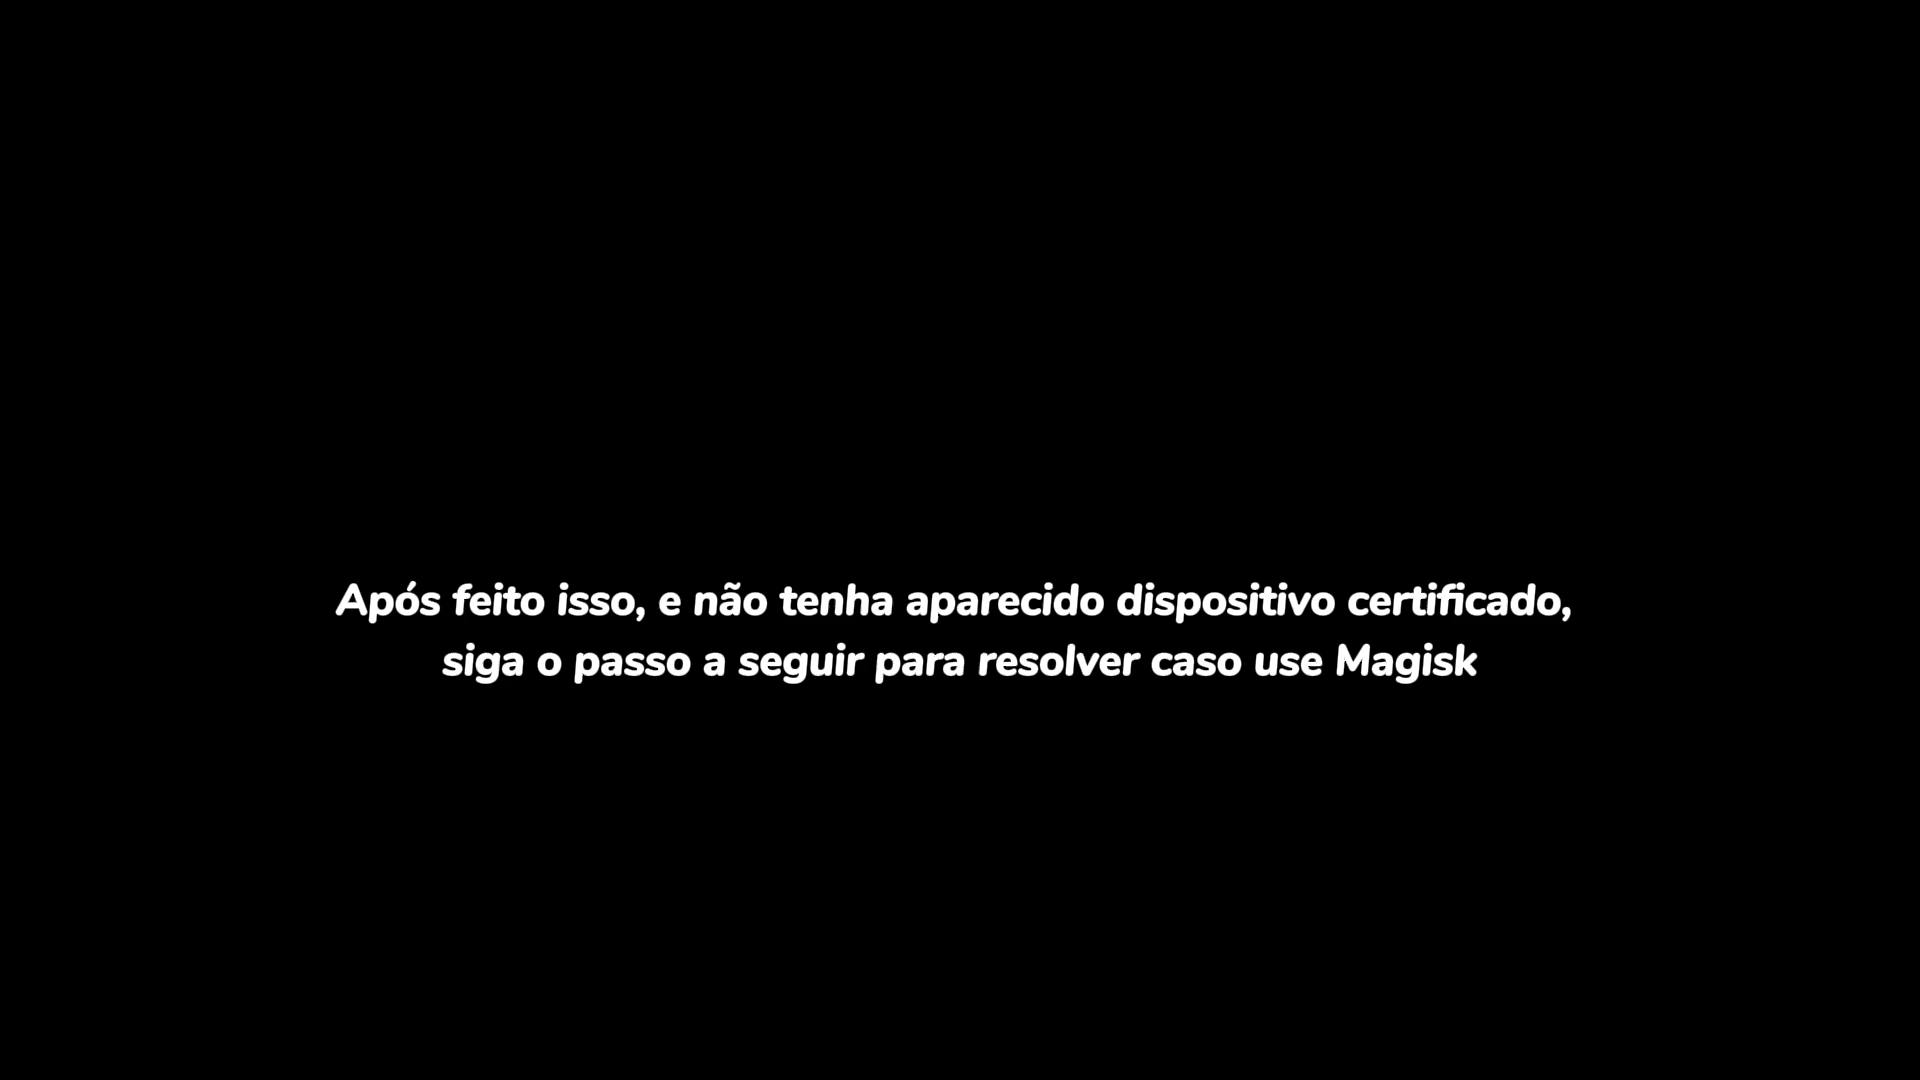 Após feito isso, e não tenha aparecido dispositivo certificado,
siga o passo a seguir para resolver caso use Magisk